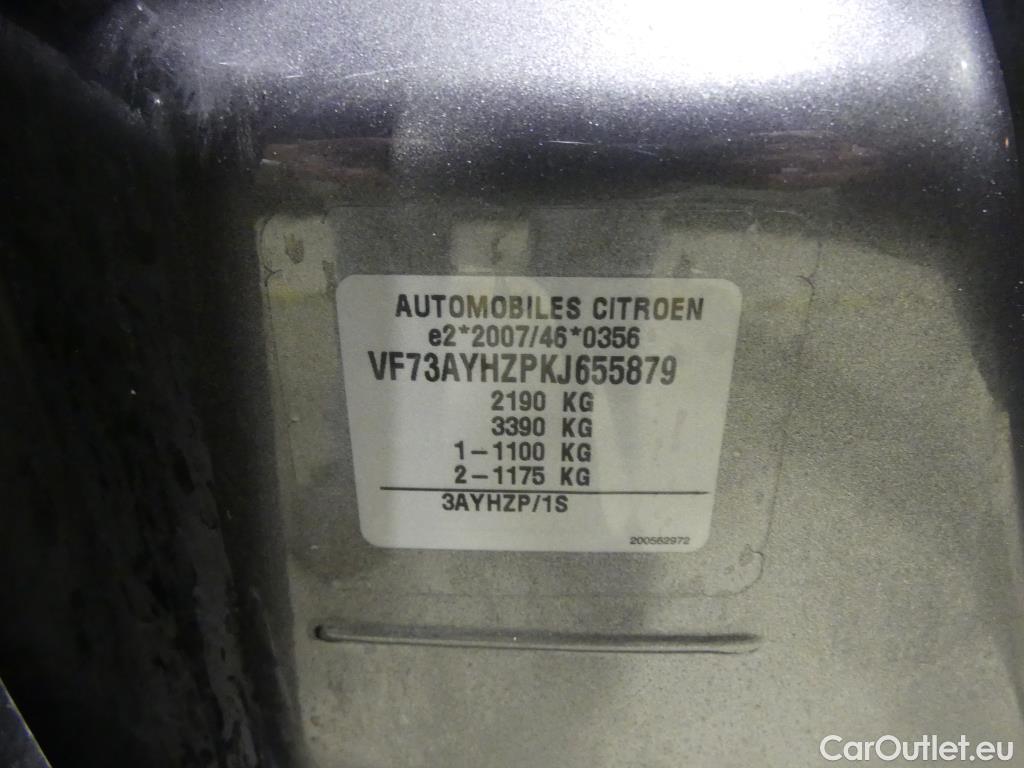 AUTOMOBILES CITROEN
e2*2007/46*0356
VF73AYHZPKJ655879
2190 KG
3390 KG
1-1100 KG
2-1175 KG
3AYHZP/1S
200562972
CarOutlet.eu